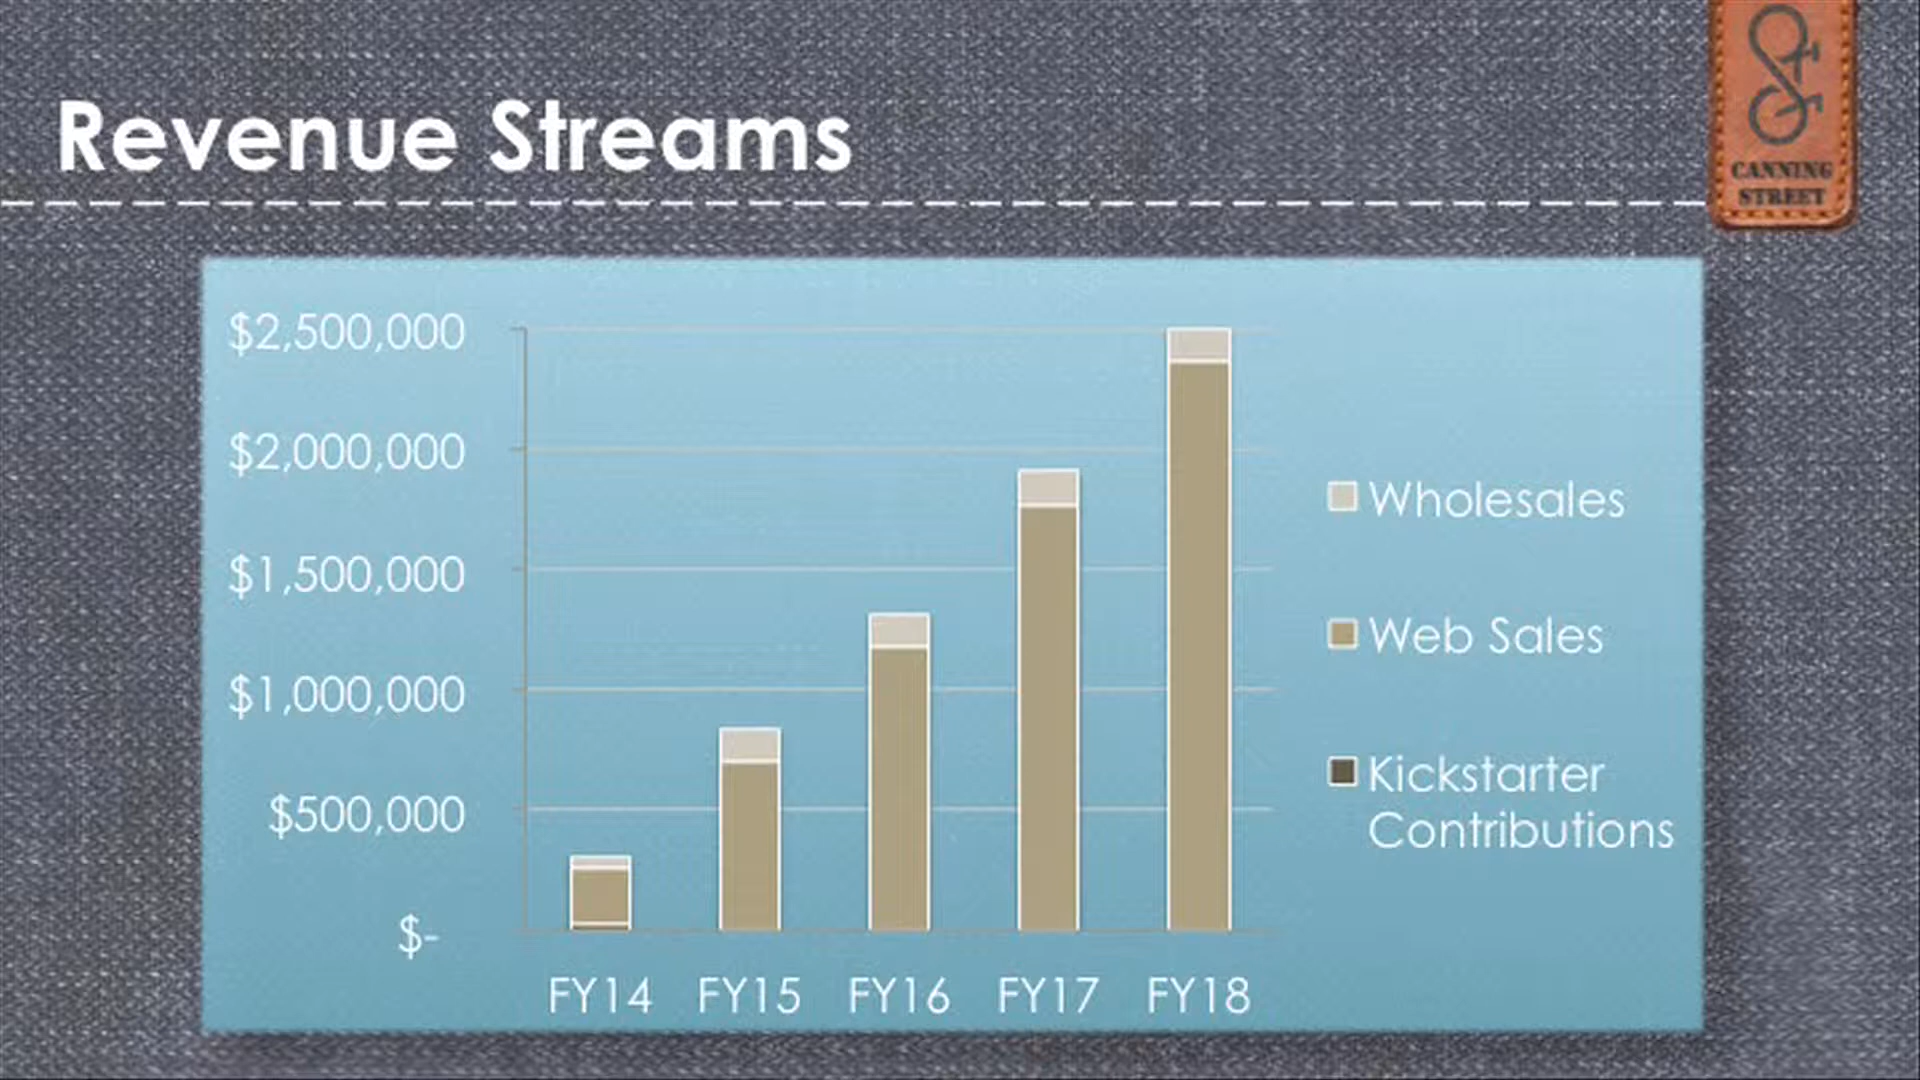 Revenue Streams
CANNING
STREET
$2,500,000
$2,000,000
$1,500,000
$1,000,000
$500,000
$-
FY14 FY15 FY16 FY17 FY18
Wholesales
Web Sales
Kickstarter
Contributions